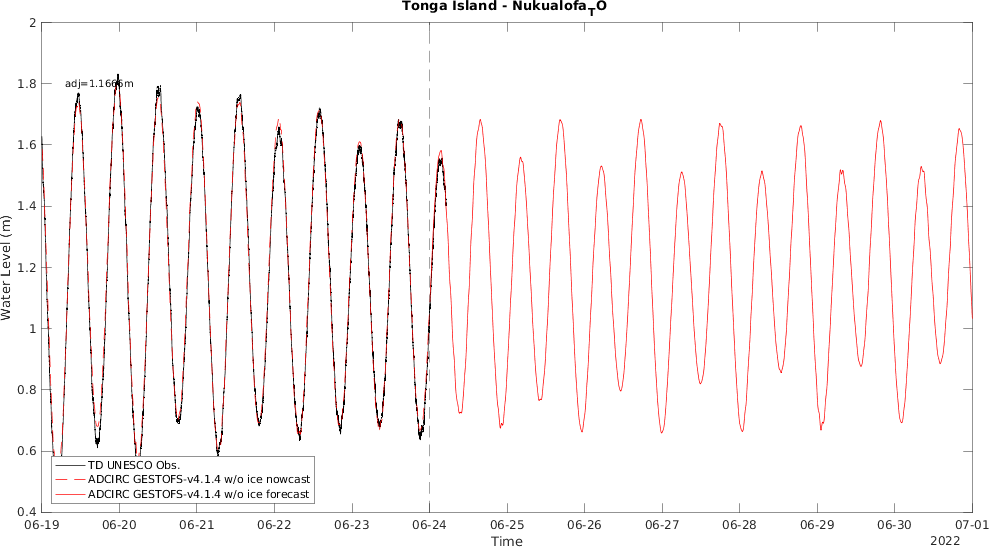 Tonga Island - NukualofaTO
2
adj=1.1666m
1.8
1.6
1.4
1.2
1
0.8
0.6
0.4
Water Level (m)
TD UNESCO Obs.
ADCIRC GESTOFS-v4.1.4 w/o ice nowcast
ADCIRC GESTOFS-v4.1.4 w/o ice forecast
06-19 06-20 06-21 06-22 06-23 06-24 06-25 06-26 06-27 06-28 06-29 06-30 07-01
Time
2022